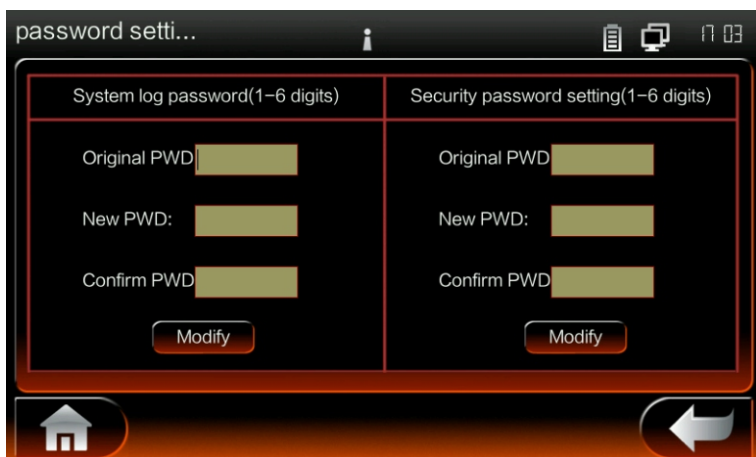 password setti...
17 03
System log password(1-6 digits)
Security password setting(1-6 digits)
Original PWD
Original PWD
New PWD:
New PWD:
Confirm PWD
Confirm PWD
Modify
Modify